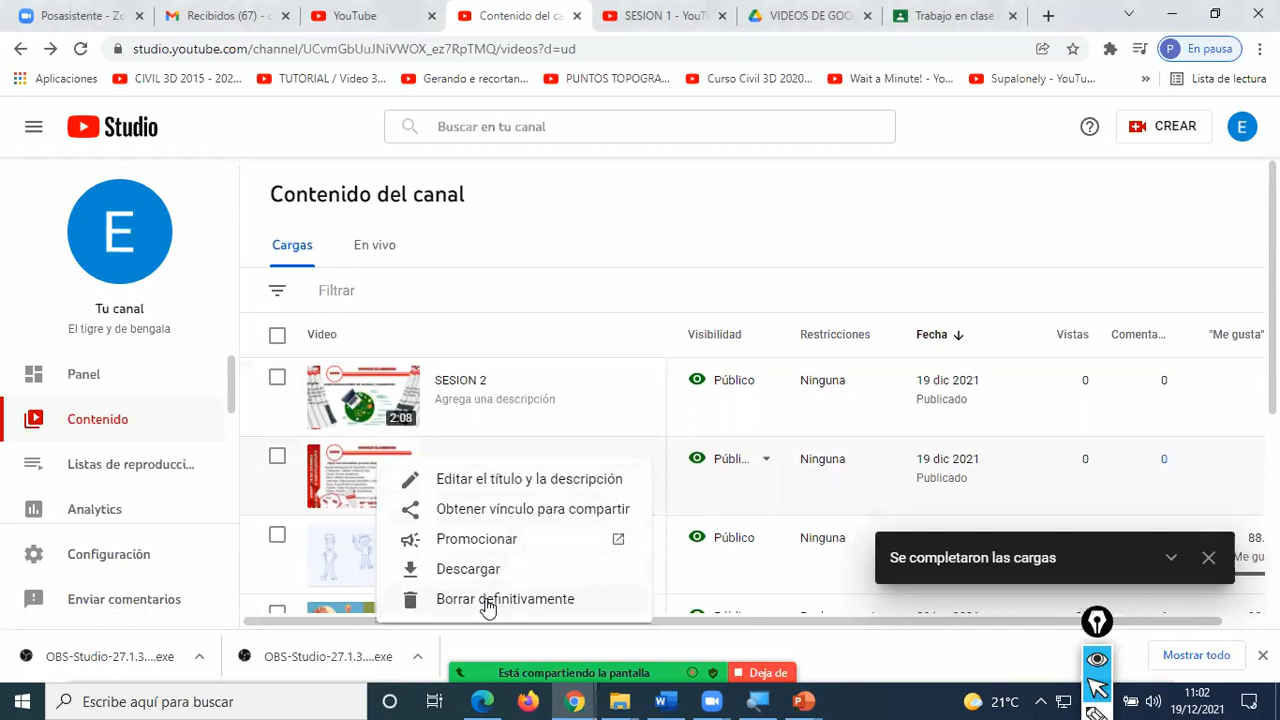 Posasistente - Zo
Recibidos (67) - c
YouTube
Contenido del ca
SESION 1 - YouT
VIDEOS DE GOO
Trabajo en clase
studio.youtube.com/channel/UCvmGbUuJNiVWOX_ez7RpTMQ/videos?d=ud
P En pausa
Aplicaciones
CIVIL 3D 2015 - 202...
TUTORIAL / Video 3...
Gerando e recortan...
PUNTOS TOPOGRA...
Curso Civil 3D 2020...
Wait a Minute! - Yo...
Supalonely - YouTu...
»
Lista de lectura
Studio
Buscar en tu canal
CREAR
E
E
Tu canal
El tigre y de bengala
Panel
Contenido
Listas de reproducci...
Analytics
Configuración
Enviar comentarios
Contenido del canal
Cargas
En vivo
Filtrar
Video Visibilidad Restricciones Fecha Vistas Comenta... "Me gusta"
SESION 2 Público Ninguna 19 dic 2021 0 0
Agrega una descripción Publicado
2:08
Públi Ninguna 19 dic 2021 0 0
Publicado
Editar el título y la descripción
Obtener vínculo para compartir
Promocionar
Descargar
Borrar definitivamente
Público Ninguna 88.
Me gu
Se completaron las cargas
OBS-Studio-27.1.3....exe
OBS-Studio-27.1.3....exe
Mostrar todo
Está compartiendo la pantalla
Deja de
Escribe aquí para buscar
21°C
11:02
19/12/2021